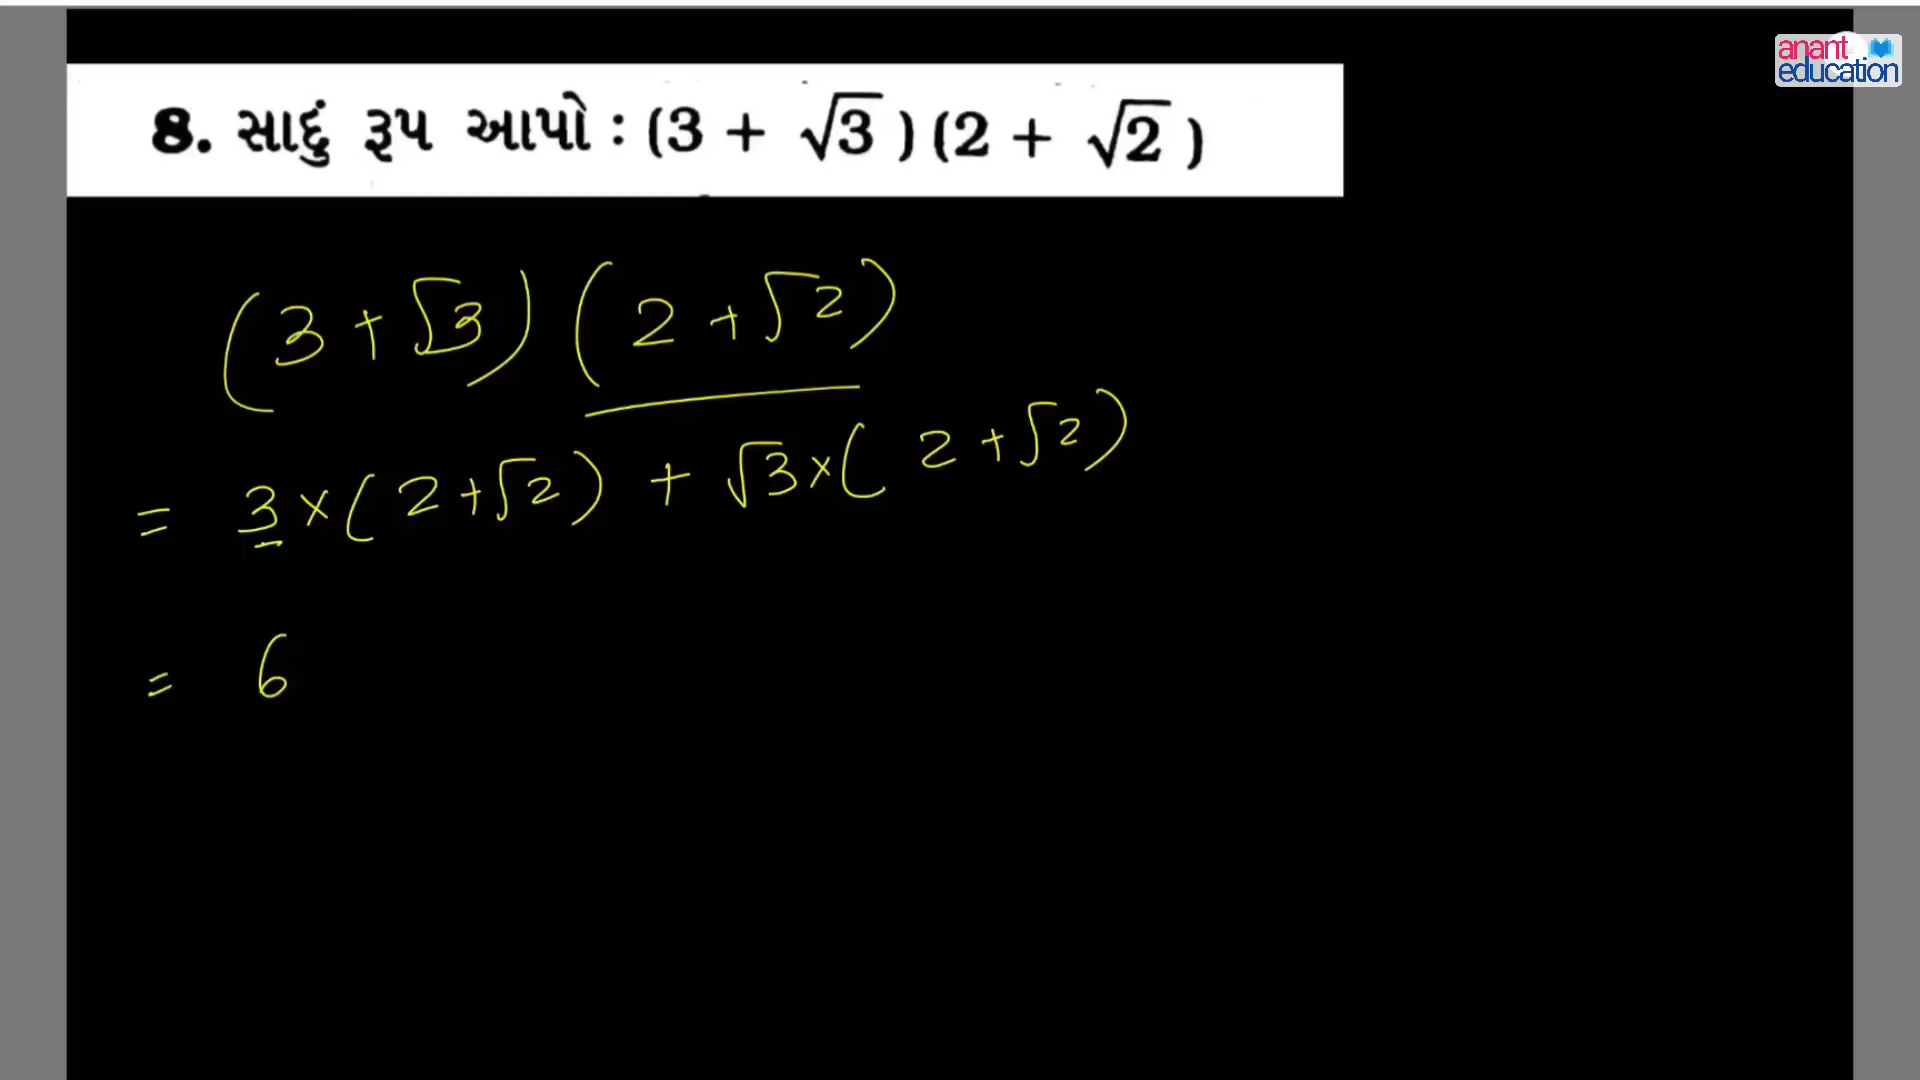 anant
education
8. સાદું રૂપ આપો : (3 + √3 ) (2 + √2 )
(3 + √3) (2 + √2)
= 3 × (2 + √2) + √3 × (2 + √2)
= 6